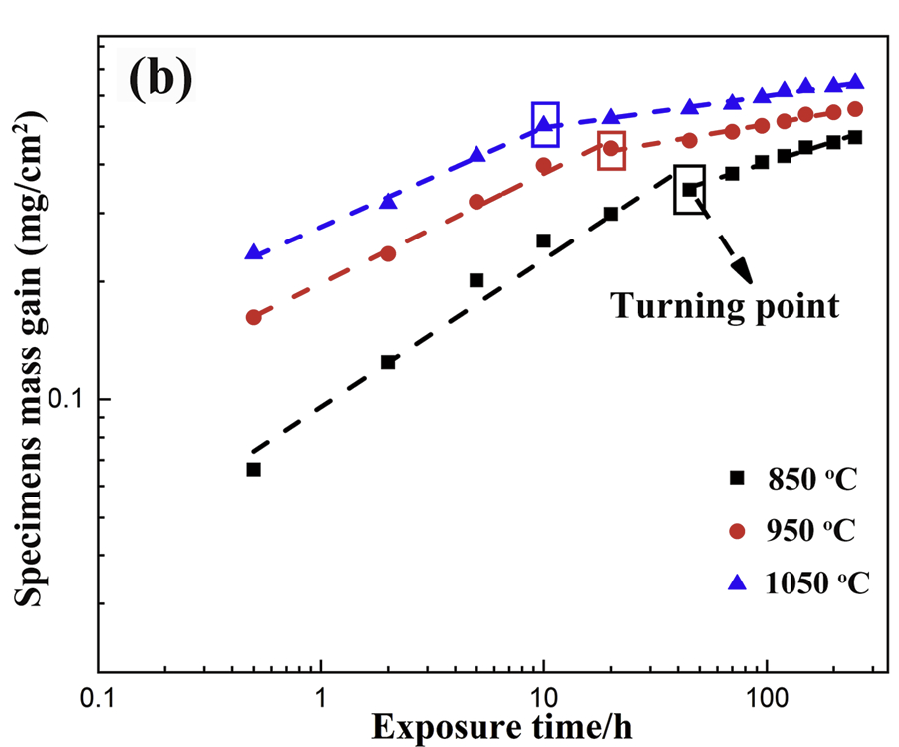 (b)
Specimens mass gain (mg/cm²)
0.1
Turning point
850 °C
950 °C
1050 °C
0.1 1 10 100
Exposure time/h